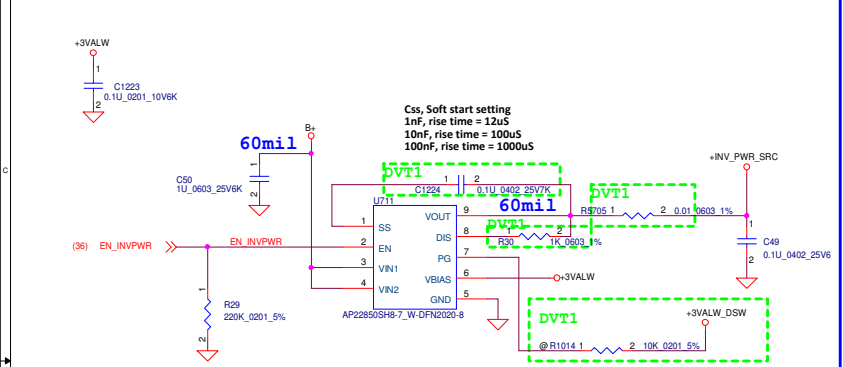 +3VALW
1
C1223
0.1U_0201_10V6K
2
C
Css, Soft start setting
1nF, rise time = 12uS
10nF, rise time = 100uS
100nF, rise time = 1000uS
B+
60mil
1
C50
1U_0603_25V6K
2
DVT1
1 2
C1224 0.1U_0402_25V7K
60mil
U711
1 SS
2 EN
3 VIN1
4 VIN2
VOUT 9
DIS 8
PG 7
VBIAS 6
GND 5
AP22850SH8-7_W-DFN2020-8
(36) EN_INVPWR
EN_INVPWR
1
R29
220K_0201_5%
2
DVT1
1 2
R30 1K_0603_1%
DVT1
R5705 1 2 0.01_0603_1%
+INV_PWR_SRC
1
C49
0.1U_0402_25V6
2
+3VALW
DVT1
+3VALW_DSW
@ R1014 1 2 10K_0201_5%